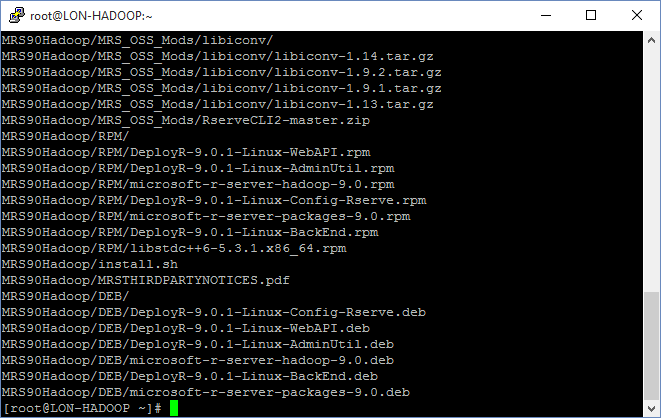 root@LON-HADOOP:~
MRS90Hadoop/MRS_OSS_Mods/libiconv/
MRS90Hadoop/MRS_OSS_Mods/libiconv/libiconv-1.14.tar.gz
MRS90Hadoop/MRS_OSS_Mods/libiconv/libiconv-1.9.2.tar.gz
MRS90Hadoop/MRS_OSS_Mods/libiconv/libiconv-1.9.1.tar.gz
MRS90Hadoop/MRS_OSS_Mods/libiconv/libiconv-1.13.tar.gz
MRS90Hadoop/MRS_OSS_Mods/RserveCLI2-master.zip
MRS90Hadoop/RPM/
MRS90Hadoop/RPM/DeployR-9.0.1-Linux-WebAPI.rpm
MRS90Hadoop/RPM/DeployR-9.0.1-Linux-AdminUtil.rpm
MRS90Hadoop/RPM/microsoft-r-server-hadoop-9.0.rpm
MRS90Hadoop/RPM/DeployR-9.0.1-Linux-Config-Rserve.rpm
MRS90Hadoop/RPM/microsoft-r-server-packages-9.0.rpm
MRS90Hadoop/RPM/DeployR-9.0.1-Linux-BackEnd.rpm
MRS90Hadoop/RPM/libstdc++6-5.3.1.x86_64.rpm
MRS90Hadoop/install.sh
MRS90Hadoop/MRSTHIRDPARTYNOTICES.pdf
MRS90Hadoop/DEB/
MRS90Hadoop/DEB/DeployR-9.0.1-Linux-Config-Rserve.deb
MRS90Hadoop/DEB/DeployR-9.0.1-Linux-WebAPI.deb
MRS90Hadoop/DEB/DeployR-9.0.1-Linux-AdminUtil.deb
MRS90Hadoop/DEB/microsoft-r-server-hadoop-9.0.deb
MRS90Hadoop/DEB/DeployR-9.0.1-Linux-BackEnd.deb
MRS90Hadoop/DEB/microsoft-r-server-packages-9.0.deb
[root@LON-HADOOP ~]#